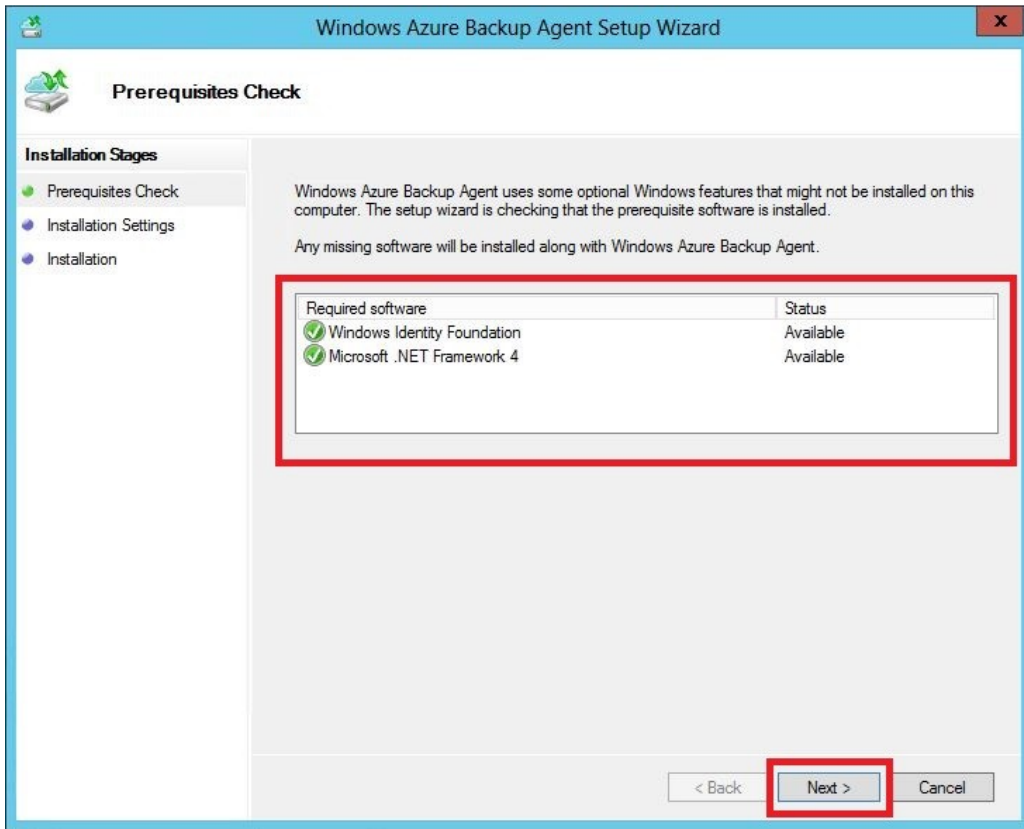 Windows Azure Backup Agent Setup Wizard
x
Prerequisites Check
Installation Stages
Prerequisites Check
Installation Settings
Installation
Windows Azure Backup Agent uses some optional Windows features that might not be installed on this
computer. The setup wizard is checking that the prerequisite software is installed.
Any missing software will be installed along with Windows Azure Backup Agent.
Required software Status
Windows Identity Foundation Available
Microsoft .NET Framework 4 Available
< Back Next > Cancel